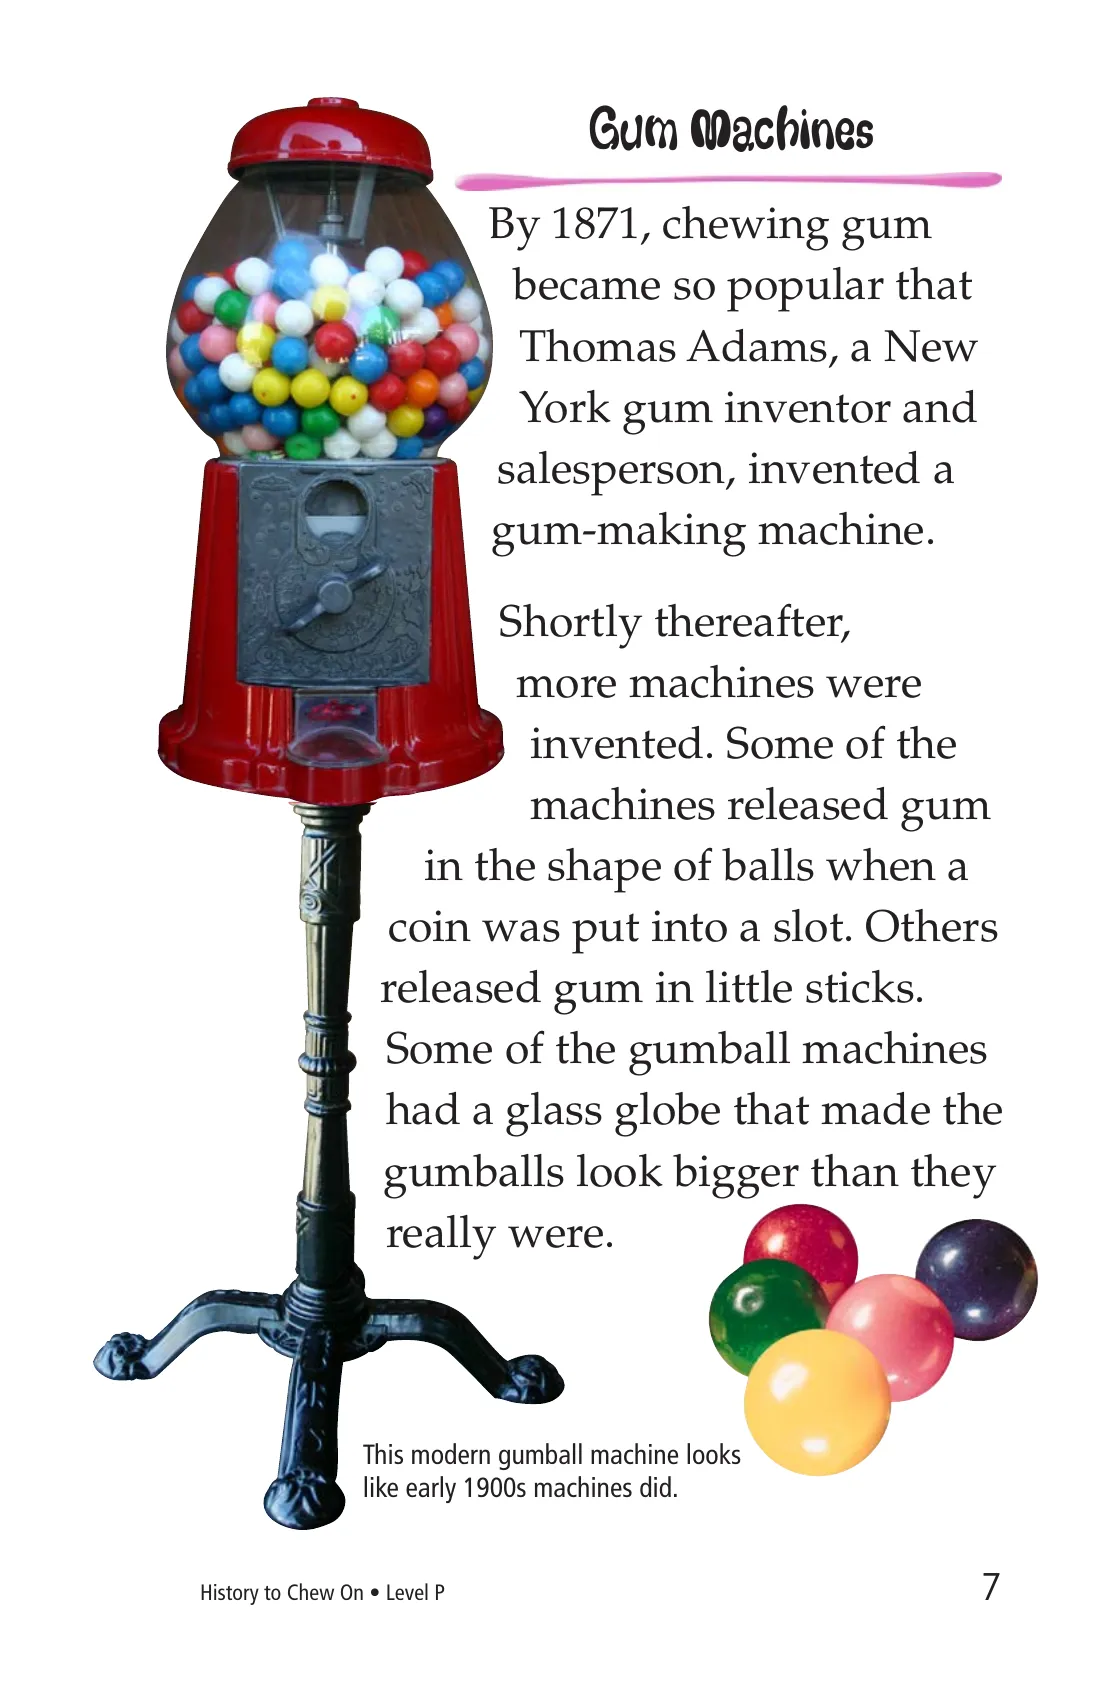 Gum Machines
By 1871, chewing gum
became so popular that
Thomas Adams, a New
York gum inventor and
salesperson, invented a
gum-making machine.
Shortly thereafter,
more machines were
invented. Some of the
machines released gum
in the shape of balls when a
coin was put into a slot. Others
released gum in little sticks.
Some of the gumball machines
had a glass globe that made the
gumballs look bigger than they
really were.
This modern gumball machine looks
like early 1900s machines did.
History to Chew On • Level P
7